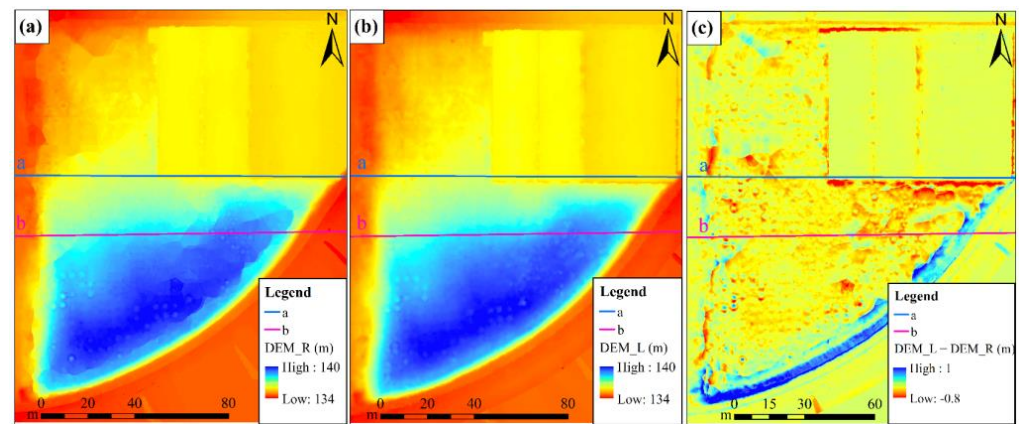 (a)
N
a
b
Legend
a
b
DEM_R (m)
High : 140
Low: 134
0 20 40 80
m
(b)
N
a
b
Legend
a
b
DEM_L (m)
High : 140
Low: 134
0 20 40 80
m
(c)
N
a
b
Legend
a
b
DEM_L − DEM_R (m)
High : 1
Low: -0.8
0 15 30 60
m